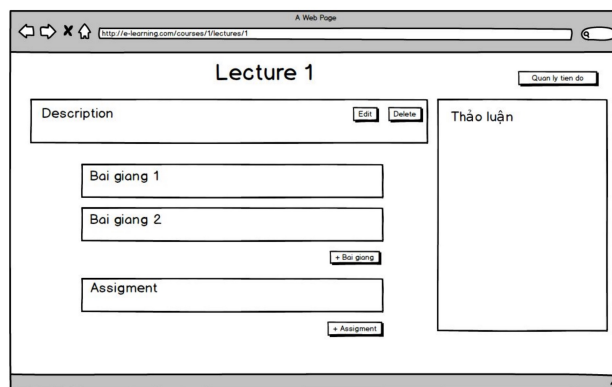 A Web Page
http://e-learning.com/courses/1/lectures/1
Lecture 1
Quan ly tien do
Description
Edit
Delete
Thảo luận
Bai giang 1
Bai giang 2
+ Bai giang
Assigment
+ Assigment